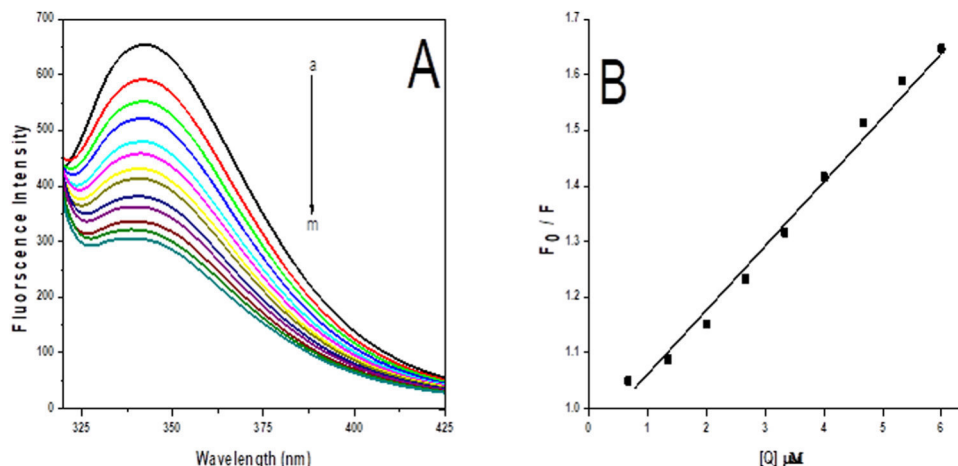 A
700
600
500
400
300
200
100
0
Fluorescence Intensity
a
m
325 350 375 400 425
Wavelength (nm)
B
1.7
1.6
1.5
1.4
1.3
1.2
1.1
1.0
F0 / F
0 1 2 3 4 5 6
[Q] µM